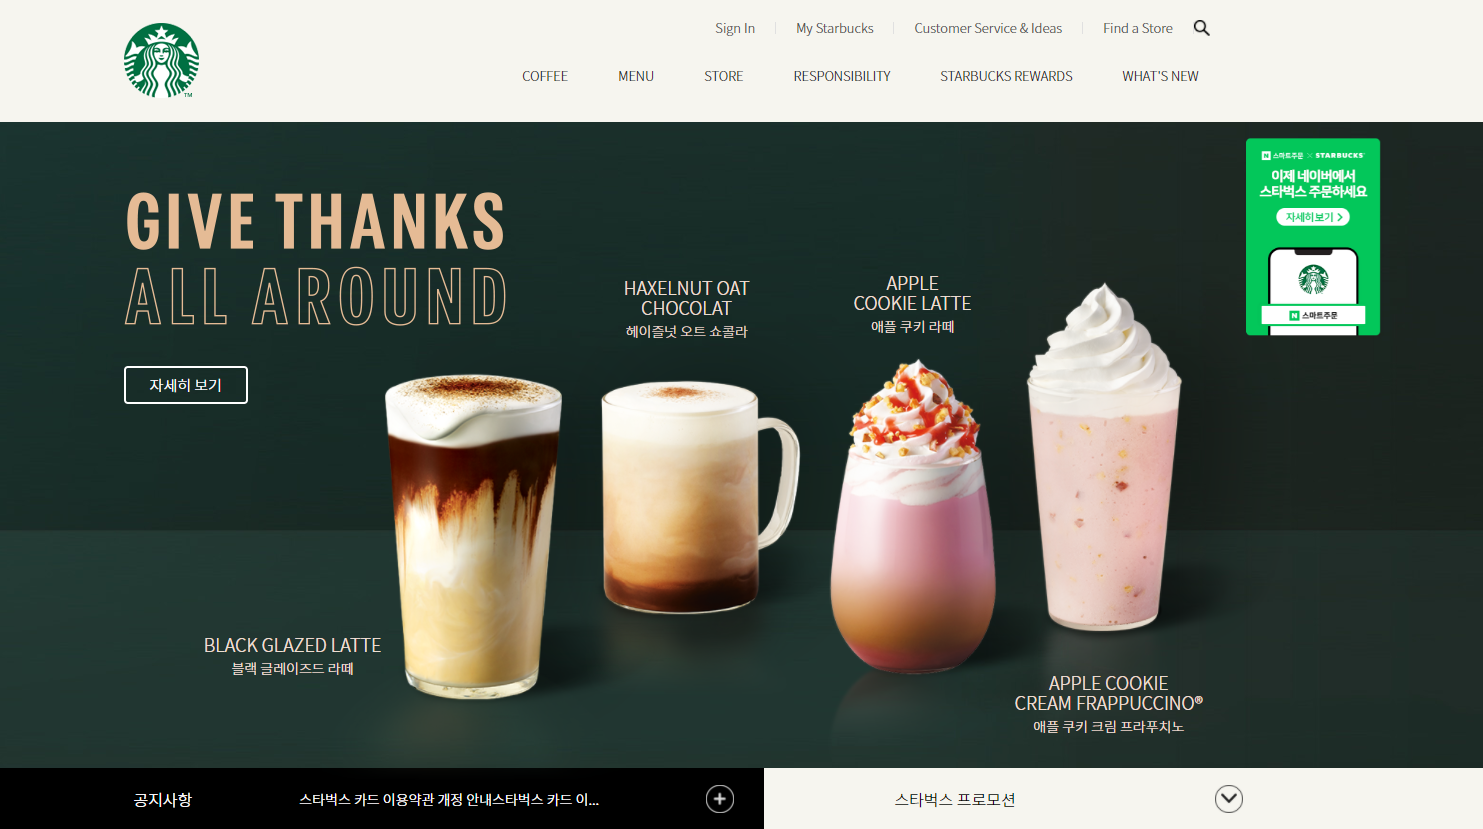 Sign In
My Starbucks
Customer Service & Ideas
Find a Store
COFFEE
MENU
STORE
RESPONSIBILITY
STARBUCKS REWARDS
WHAT'S NEW
TM
GIVE THANKS
ALL AROUND
자세히 보기
HAXELNUT OAT
CHOCOLAT
헤이즐넛 오트 쇼콜라
APPLE
COOKIE LATTE
애플 쿠키 라떼
N 스마트주문 × STARBUCKS®
이제 네이버에서
스타벅스 주문하세요
자세히보기 >
N 스마트주문
BLACK GLAZED LATTE
블랙 글레이즈드 라떼
APPLE COOKIE
CREAM FRAPPUCCINO®
애플 쿠키 크림 프라푸치노
공지사항
스타벅스 카드 이용약관 개정 안내스타벅스 카드 이...
스타벅스 프로모션